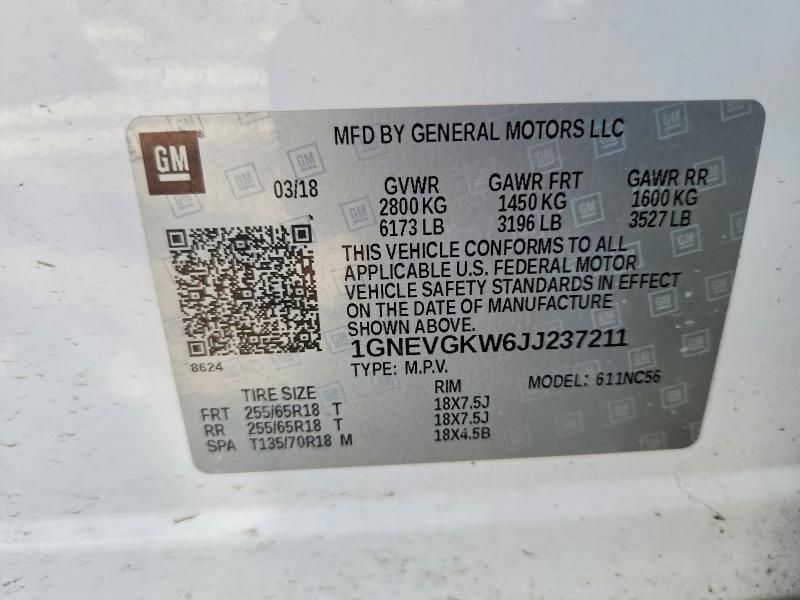 GM
MFD BY GENERAL MOTORS LLC
03/18
GVWR GAWR FRT GAWR RR
2800 KG 1450 KG 1600 KG
6173 LB 3196 LB 3527 LB
THIS VEHICLE CONFORMS TO ALL
APPLICABLE U.S. FEDERAL MOTOR
VEHICLE SAFETY STANDARDS IN EFFECT
ON THE DATE OF MANUFACTURE
SHOWN ABOVE.
1GNEVGKW6JJ237211
8624
TYPE: M.P.V. MODEL: 611NC56
TIRE SIZE RIM
FRT 255/65R18 T 18X7.5J
RR 255/65R18 T 18X7.5J
SPA T135/70R18 M 18X4.5B